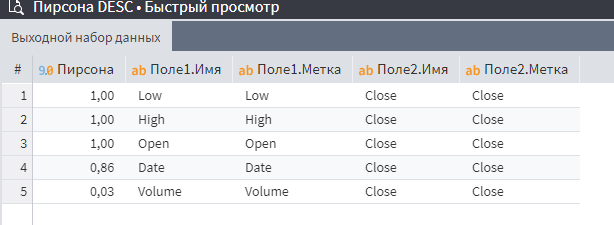 Пирсона DESC • Быстрый просмотр
Выходной набор данных
# 9.0 Пирсона ab Поле1.Имя ab Поле1.Метка ab Поле2.Имя ab Поле2.Метка
1 1,00 Low Low Close Close
2 1,00 High High Close Close
3 1,00 Open Open Close Close
4 0,86 Date Date Close Close
5 0,03 Volume Volume Close Close